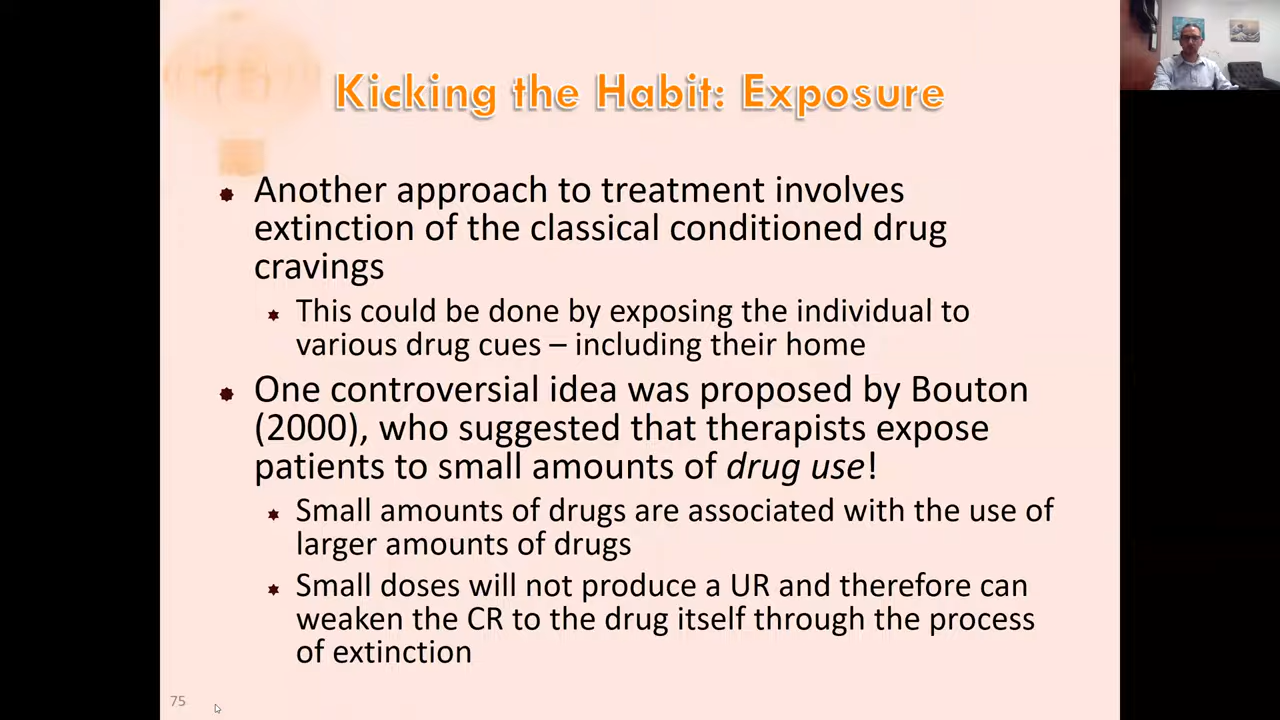 Kicking the Habit: Exposure
Another approach to treatment involves
extinction of the classical conditioned drug
cravings
This could be done by exposing the individual to
various drug cues – including their home
One controversial idea was proposed by Bouton
(2000), who suggested that therapists expose
patients to small amounts of drug use!
Small amounts of drugs are associated with the use of
larger amounts of drugs
Small doses will not produce a UR and therefore can
weaken the CR to the drug itself through the process
of extinction
75